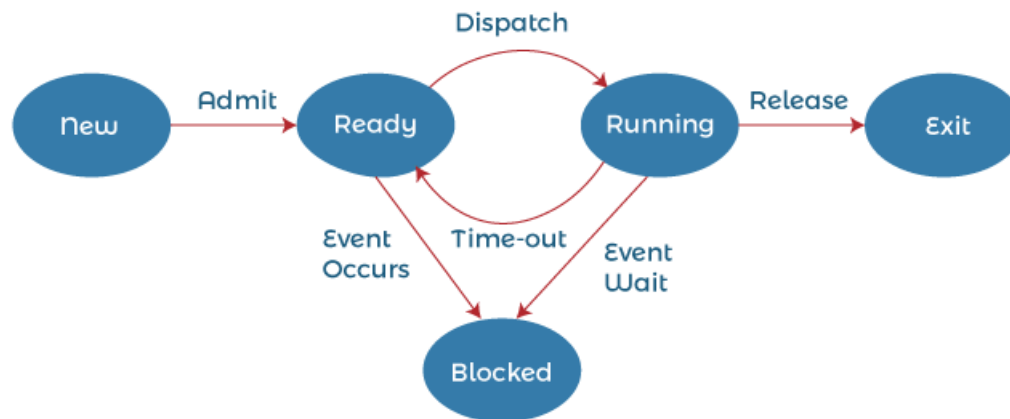 Dispatch
Admit
Release
New
Ready
Running
Exit
Event
Occurs
Time-out
Event
Wait
Blocked